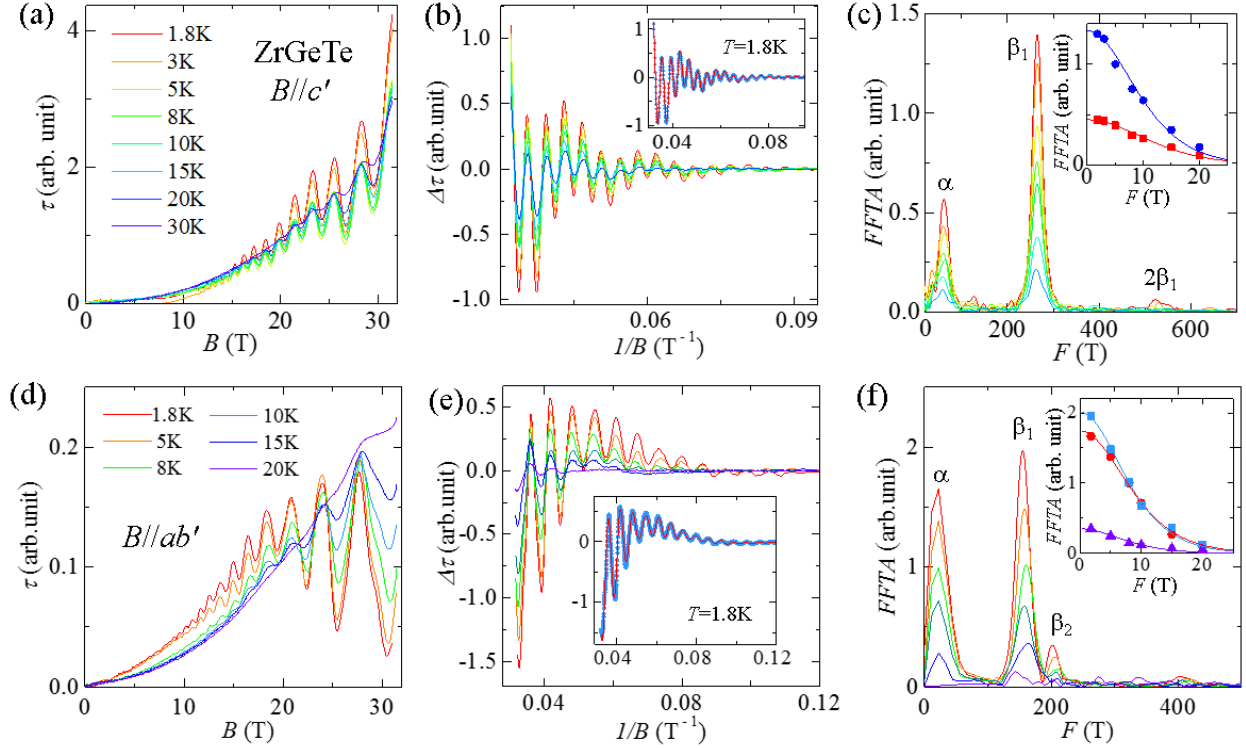 (a)
4
2
0
τ (arb. unit)
ZrGeTe
B//c'
1.8K
3K
5K
8K
10K
15K
20K
30K
0 10 20 30
B (T)
(b)
1.0
0.5
0.0
-0.5
-1.0
Δτ (arb.unit)
T=1.8K
1
0
-1
0.04 0.08
0.06 0.09
1/B (T⁻¹)
(c)
1.5
1.0
0.5
0.0
FFTA (arb. unit)
α
β₁
2β₁
FFTA (arb. unit)
0 10 20
F (T)
0 200 400 600
F (T)
(d)
0.2
0.1
0.0
τ (arb.unit)
1.8K
5K
8K
10K
15K
20K
B//ab'
0 10 20 30
B (T)
(e)
0.5
0.0
-0.5
-1.0
-1.5
Δτ (arb.unit)
0
-1
T=1.8K
0.04 0.08 0.12
0.04 0.08 0.12
1/B (T⁻¹)
(f)
2
1
0
FFTA (arb. unit)
α
β₁
β₂
2
1
0
FFTA (arb. unit)
0 10 20
F (T)
0 200 400
F (T)